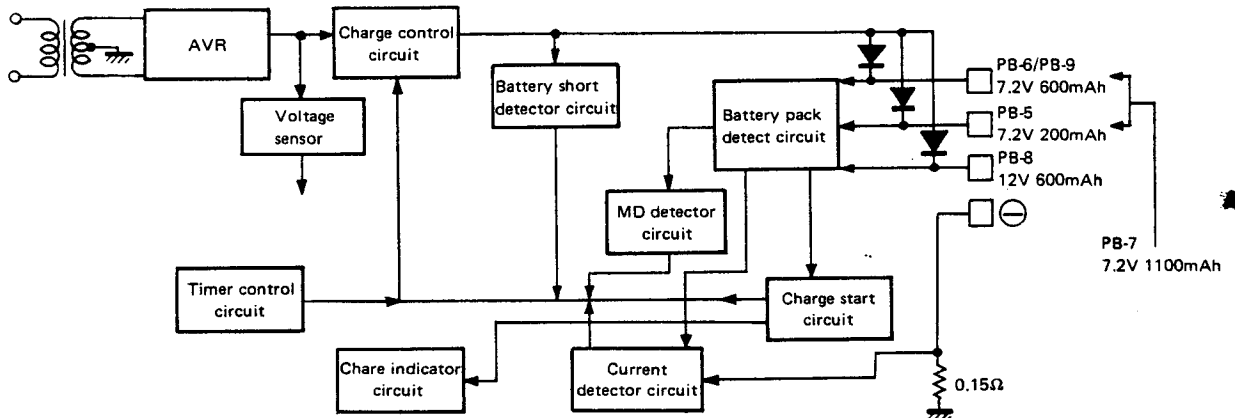 AVR
Charge control
circuit
Voltage
sensor
Battery short
detector circuit
Battery pack
detect circuit
PB-6/PB-9
7.2V 600mAh
PB-5
7.2V 200mAh
PB-8
12V 600mAh
⊖
PB-7
7.2V 1100mAh
MD detector
circuit
Timer control
circuit
Charge start
circuit
Chare indicator
circuit
Current
detector circuit
0.15Ω